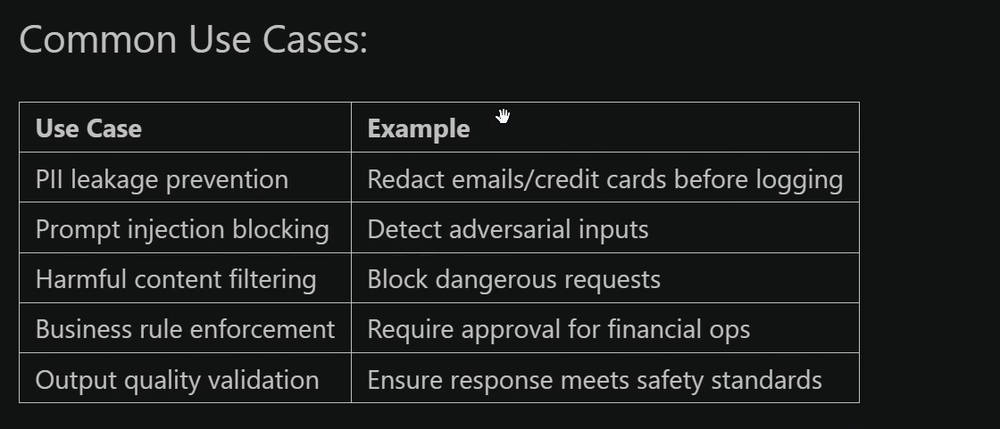 Common Use Cases:
Use Case Example
PII leakage prevention Redact emails/credit cards before logging
Prompt injection blocking Detect adversarial inputs
Harmful content filtering Block dangerous requests
Business rule enforcement Require approval for financial ops
Output quality validation Ensure response meets safety standards